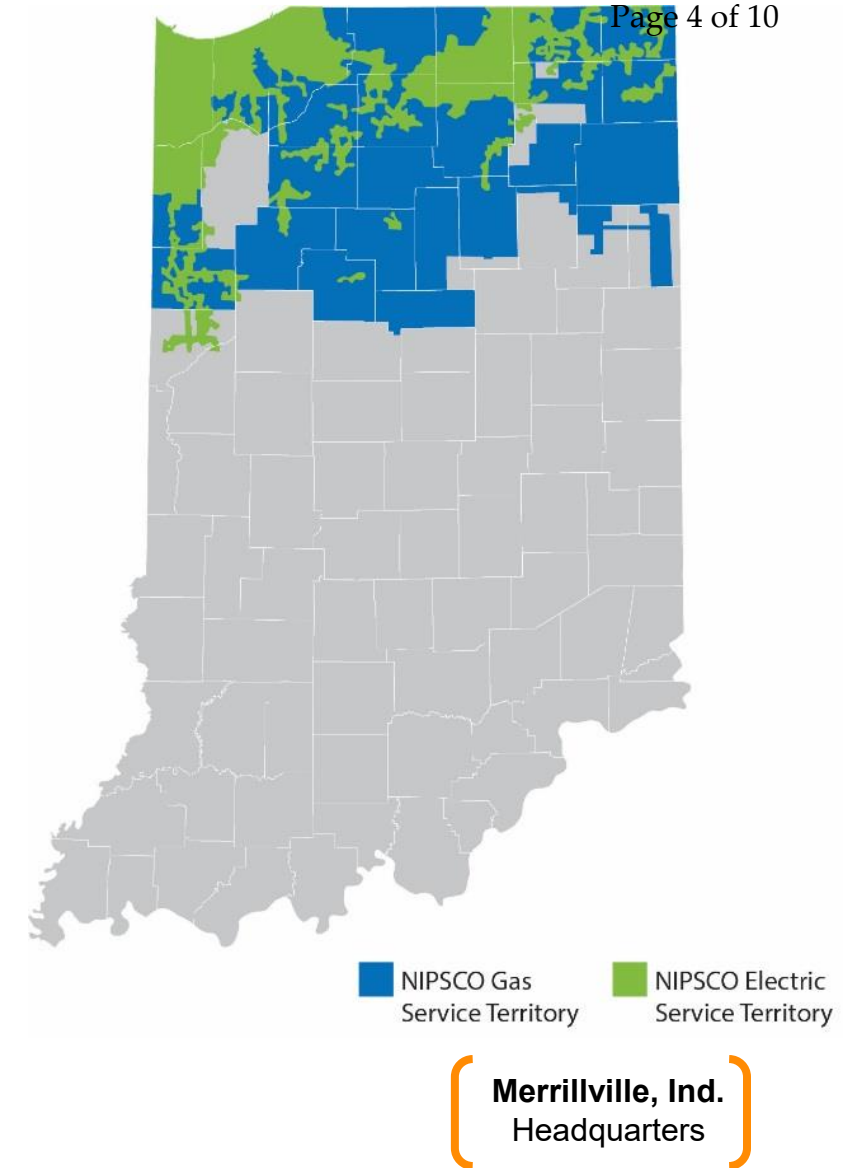 Page 4 of 10
NIPSCO Gas
Service Territory
NIPSCO Electric
Service Territory
Merrillville, Ind.
Headquarters